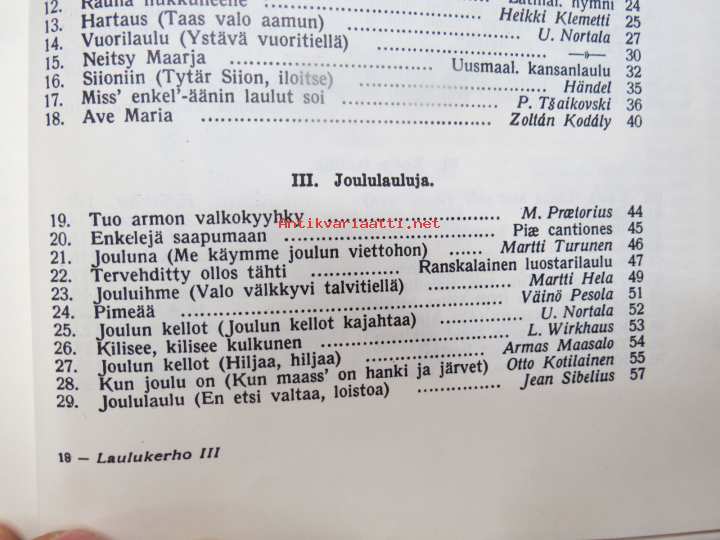 12. Rauha nukkuneelle ... Latinal. hymni 24
13. Hartaus (Taas valo aamun) ... Heikki Klemetti 25
14. Vuorilaulu (Ystävä vuoritiellä) ... U. Nortala 27
15. Neitsy Maarja ... —»— 30
16. Siioniin (Tytär Siion, iloitse) ... Uusmaal. kansanlaulu 32
17. Miss' enkel'-äänin laulut soi ... Händel 35
18. Ave Maria ... P. Tšaikovski 36
Zoltán Kodály 40
III. Joululauluja.
19. Tuo armon valkokyyhky ... M. Prætorius 44
20. Enkelejä saapumaan ... Piæ cantiones 45
21. Jouluna (Me käymme joulun viettohon) ... Martti Turunen 46
22. Tervehditty ollos tähti ... Ranskalainen luostarilaulu 47
23. Jouluihme (Valo välkkyvi talvitiellä) ... Martti Hela 49
24. Pimeää ... Väinö Pesola 51
25. Joulun kellot (Joulun kellot kajahtaa) ... U. Nortala 52
26. Kilisee, kilisee kulkunen ... L. Wirkhaus 53
27. Joulun kellot (Hiljaa, hiljaa) ... Armas Maasalo 54
28. Kun joulu on (Kun maass' on hanki ja järvet) Otto Kotilainen 55
29. Joululaulu (En etsi valtaa, loistoa) ... Jean Sibelius 57
18 — Laulukerho III
Antikvariaatti.net